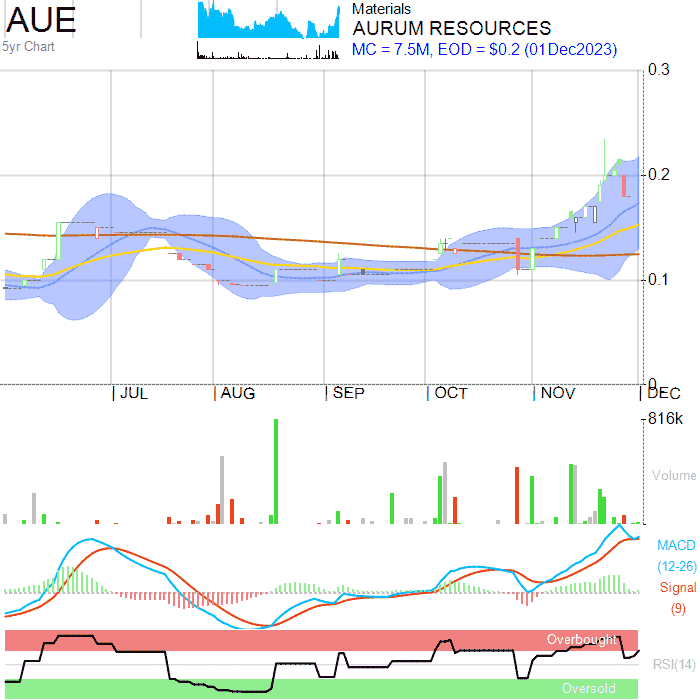 AUE
5yr Chart
Materials
AURUM RESOURCES
MC = 7.5M, EOD = $0.2 (01Dec2023)
0.3
0.2
0.1
0
JUL
AUG
SEP
OCT
NOV
DEC
816k
Volume
MACD
(12-26)
Signal
(9)
Overbought
RSI(14)
Oversold